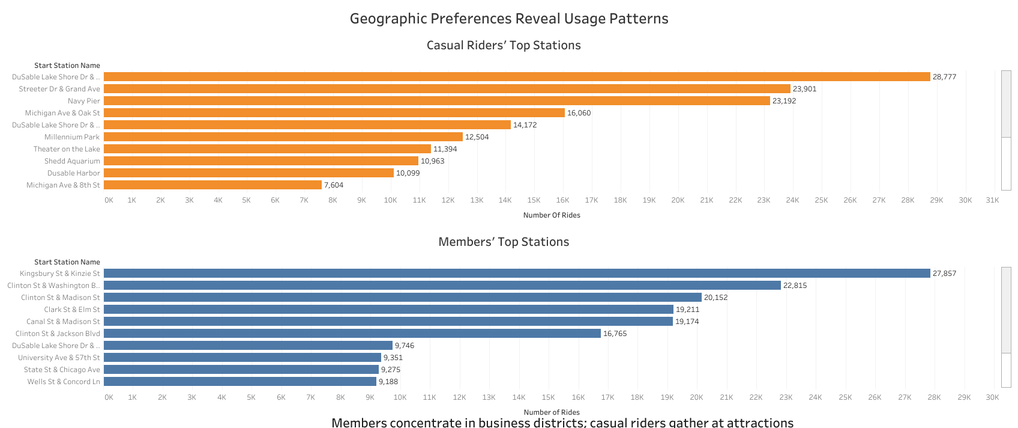 Geographic Preferences Reveal Usage Patterns
Casual Riders’ Top Stations
Start Station Name
DuSable Lake Shore Dr & .. 28,777
Streeter Dr & Grand Ave 23,901
Navy Pier 23,192
Michigan Ave & Oak St 16,060
DuSable Lake Shore Dr & .. 14,172
Millennium Park 12,504
Theater on the Lake 11,394
Shedd Aquarium 10,963
Dusable Harbor 10,099
Michigan Ave & 8th St 7,604
0K 1K 2K 3K 4K 5K 6K 7K 8K 9K 10K 11K 12K 13K 14K 15K 16K 17K 18K 19K 20K 21K 22K 23K 24K 25K 26K 27K 28K 29K 30K 31K
Number Of Rides
Members’ Top Stations
Start Station Name
Kingsbury St & Kinzie St 27,857
Clinton St & Washington B.. 22,815
Clinton St & Madison St 20,152
Clark St & Elm St 19,211
Canal St & Madison St 19,174
Clinton St & Jackson Blvd 16,765
DuSable Lake Shore Dr & .. 9,746
University Ave & 57th St 9,351
State St & Chicago Ave 9,275
Wells St & Concord Ln 9,188
0K 1K 2K 3K 4K 5K 6K 7K 8K 9K 10K 11K 12K 13K 14K 15K 16K 17K 18K 19K 20K 21K 22K 23K 24K 25K 26K 27K 28K 29K 30K
Number of Rides
Members concentrate in business districts; casual riders gather at attractions